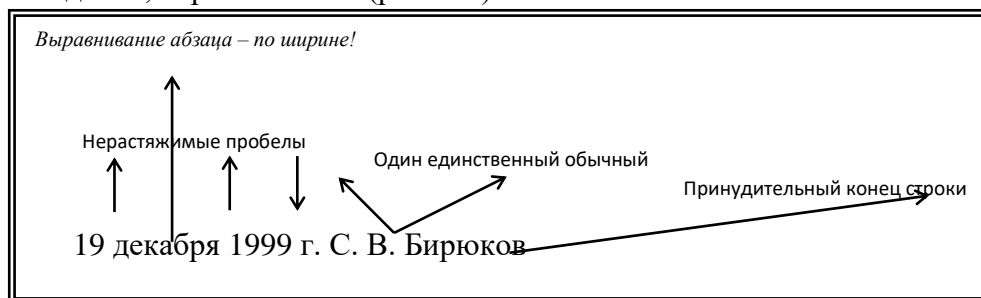 Выравнивание абзаца – по ширине!
Нерастяжимые пробелы
Один единственный обычный
Принудительный конец строки
19 декабря 1999 г. С. В. Бирюков